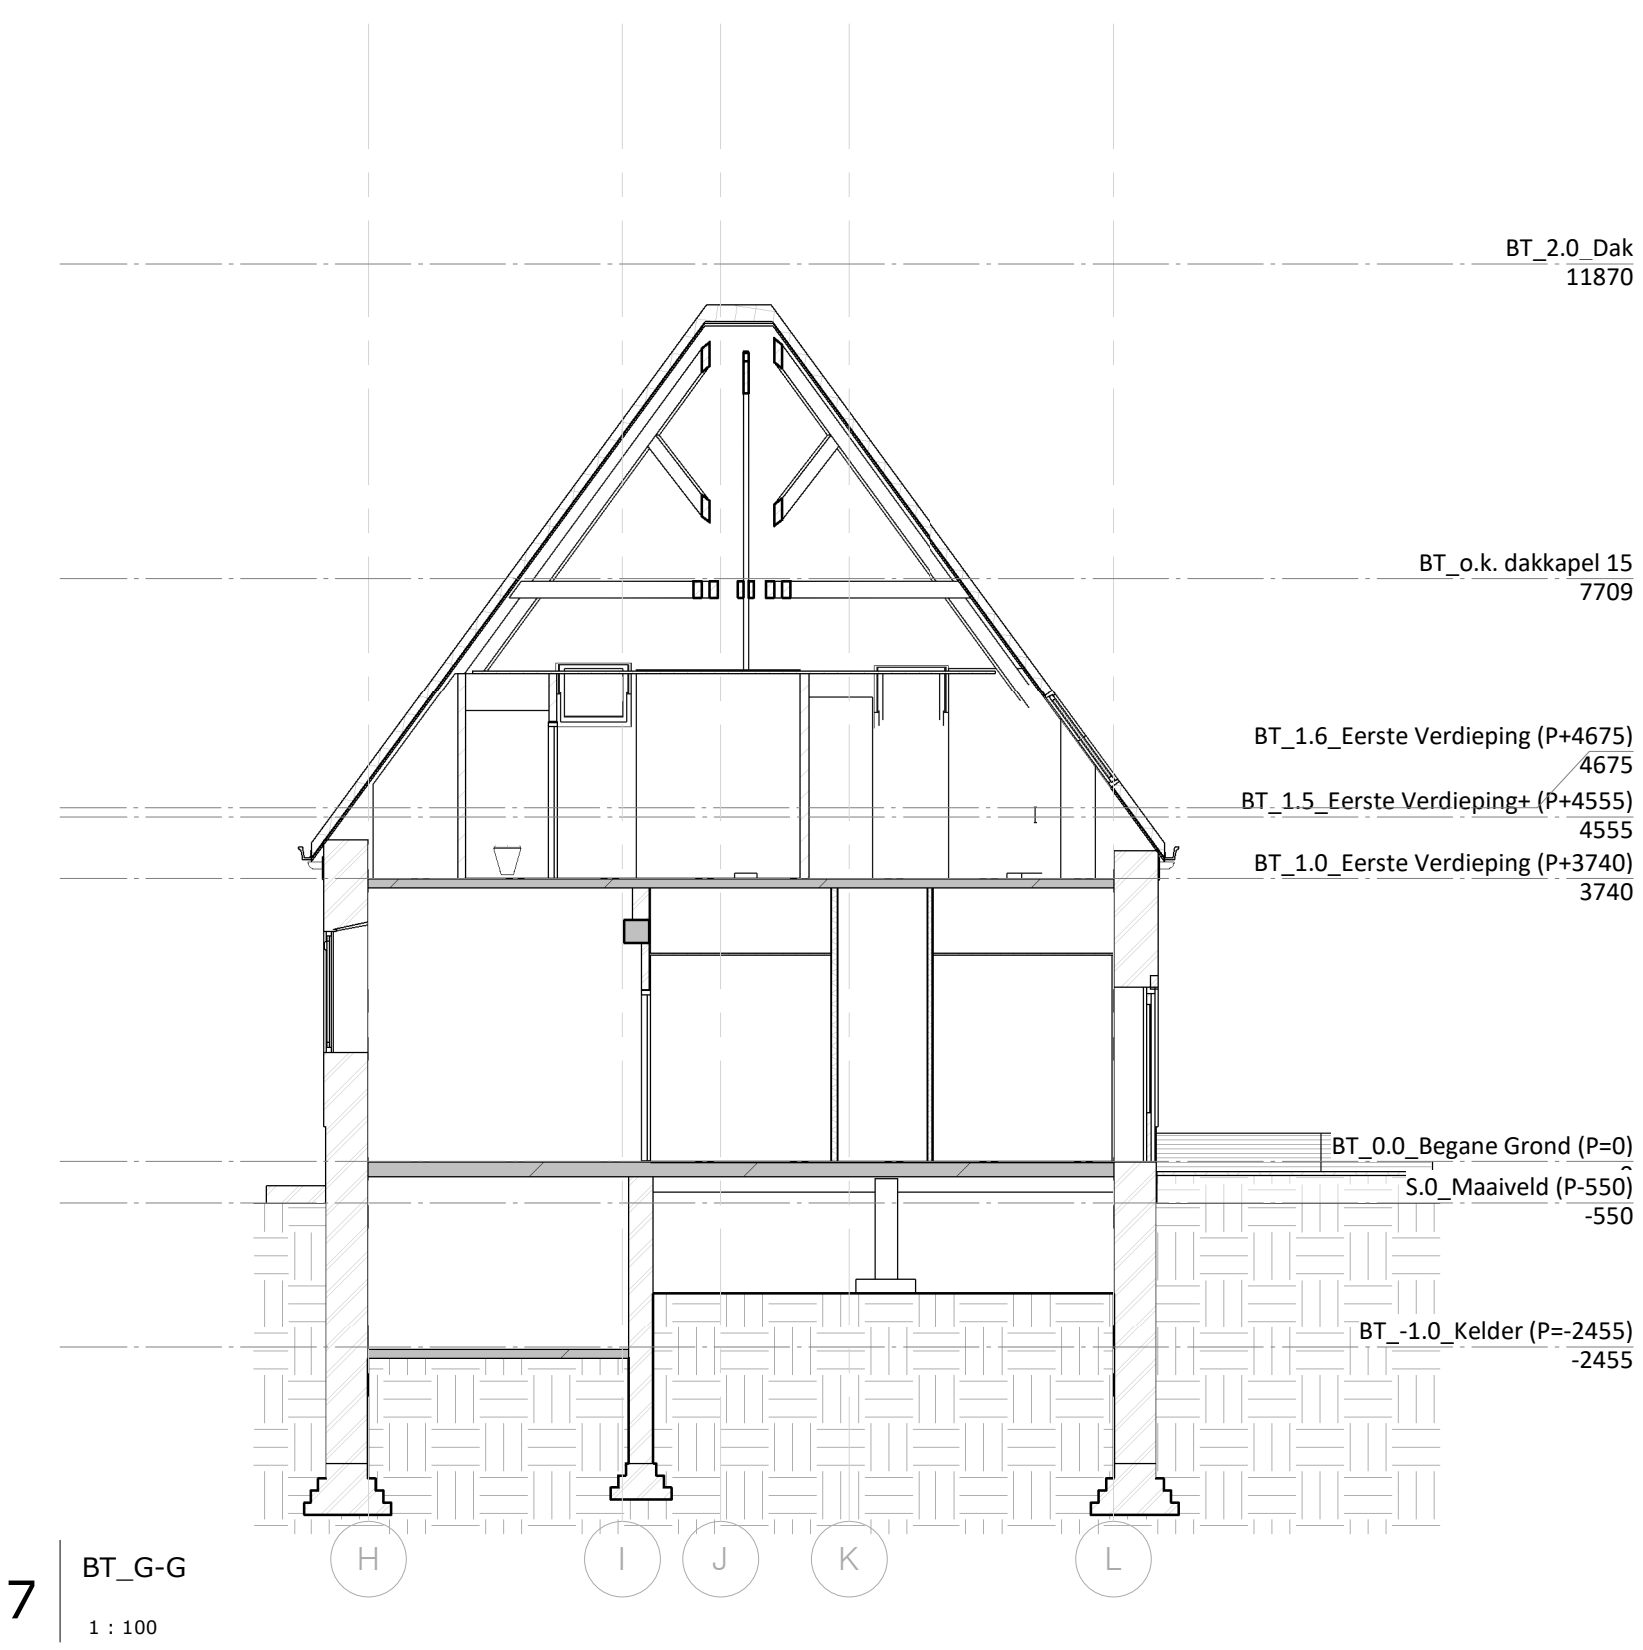 BT_2.0_Dak
11870
BT_o.k. dakkapel 15
7709
BT_1.6_Eerste Verdieping (P+4675)
4675
BT_1.5_Eerste Verdieping+ (P+4555)
4555
BT_1.0_Eerste Verdieping (P+3740)
3740
BT_0.0_Begane Grond (P=0)
S.0_Maaiveld (P-550)
-550
BT_-1.0_Kelder (P=-2455)
-2455
H I J K L
7
BT_G-G
1 : 100